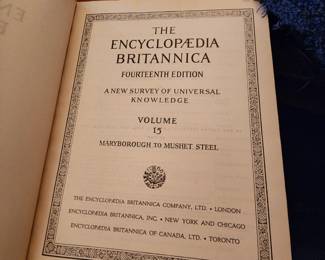 THE
ENCYCLOPÆDIA
BRITANNICA
FOURTEENTH EDITION
A NEW SURVEY OF UNIVERSAL
KNOWLEDGE
VOLUME
15
MARYBOROUGH TO MUSHET STEEL
THE ENCYCLOPÆDIA BRITANNICA COMPANY, LTD. • LONDON
ENCYCLOPÆDIA BRITANNICA, INC. • NEW YORK AND CHICAGO
ENCYCLOPÆDIA BRITANNICA OF CANADA, LTD. • TORONTO